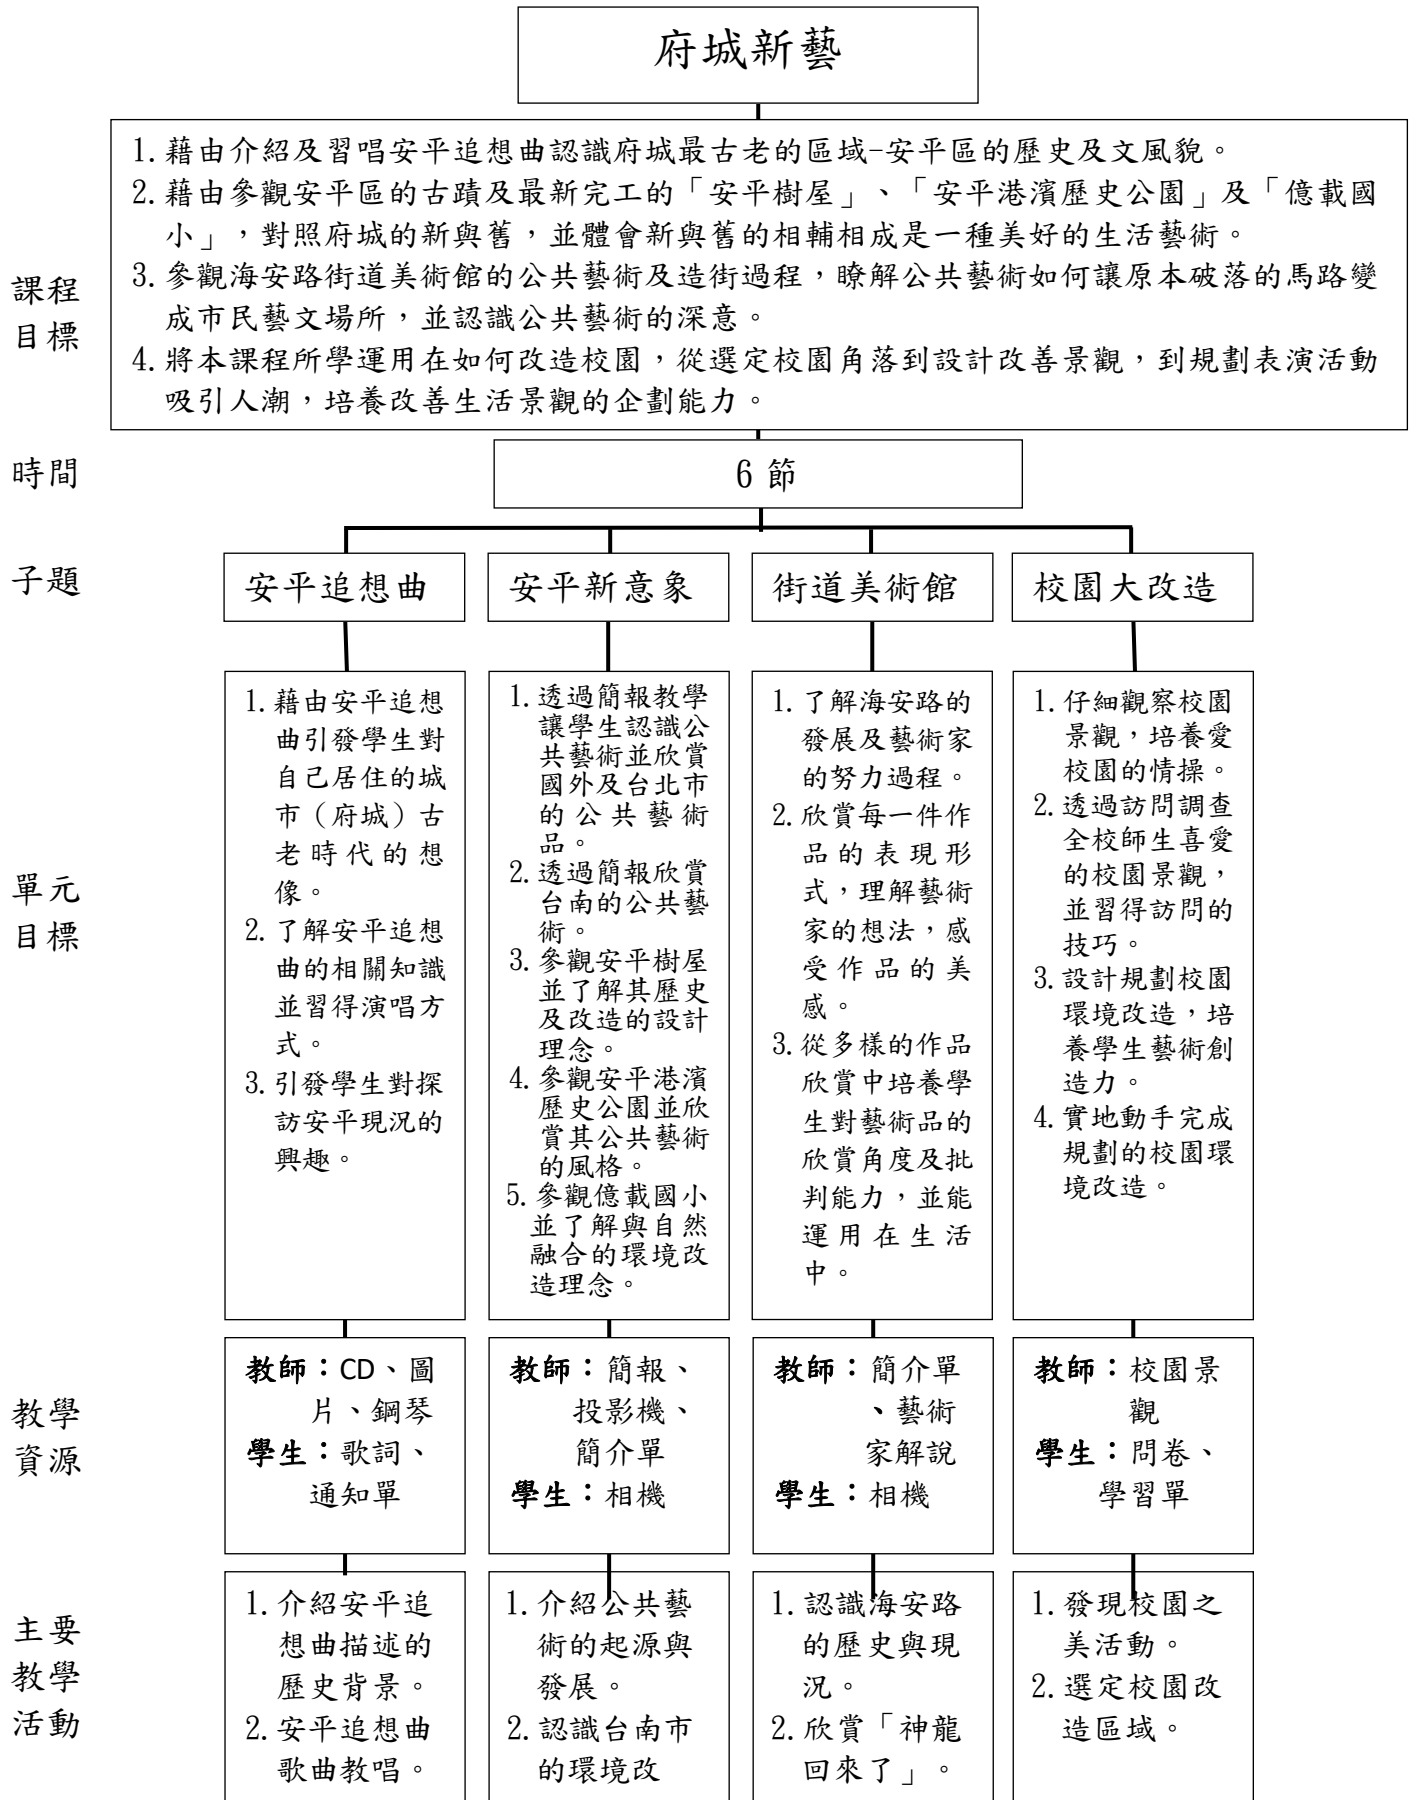 府城新藝
課程
目標
1. 藉由介紹及習唱安平追想曲認識府城最古老的區域-安平區的歷史及文風貌。
2. 藉由參觀安平區的古蹟及最新完工的「安平樹屋」、「安平港濱歷史公園」及「億載國
小」，對照府城的新與舊，並體會新與舊的相輔相成是一種美好的生活藝術。
3. 參觀海安路街道美術館的公共藝術及造街過程，瞭解公共藝術如何讓原本破落的馬路變
成市民藝文場所，並認識公共藝術的深意。
4. 將本課程所學運用在如何改造校園，從選定校園角落到設計改善景觀，到規劃表演活動
吸引人潮，培養改善生活景觀的企劃能力。
時間
6 節
子題
安平追想曲
安平新意象
街道美術館
校園大改造
單元
目標
1. 藉由安平追想
曲引發學生對
自己居住的城
市（府城）古
老時代的想
像。
2. 了解安平追想
曲的相關知識
並習得演唱方
式。
3. 引發學生對探
訪安平現況的
興趣。
1. 透過簡報教學
讓學生認識公
共藝術並欣賞
國外及台北市
的公共藝術
品。
2. 透過簡報欣賞
台南的公共藝
術。
3. 參觀安平樹屋
並了解其歷史
及改造的設計
理念。
4. 參觀安平港濱
歷史公園並欣
賞其公共藝術
的風格。
5. 參觀億載國小
並了解與自然
融合的環境改
造理念。
1. 了解海安路的
發展及藝術家
的努力過程。
2. 欣賞每一件作
品的表現形
式，理解藝術
家的想法，感
受作品的美
感。
3. 從多樣的作品
欣賞中培養學
生對藝術品的
欣賞角度及批
判能力，並能
運用在生活
中。
1. 仔細觀察校園
景觀，培養愛
校園的情操。
2. 透過訪問調查
全校師生喜愛
的校園景觀，
並習得訪問的
技巧。
3. 設計規劃校園
環境改造，培
養學生藝術創
造力。
4. 實地動手完成
規劃的校園環
境改造。
教學
資源
教師：CD、圖
片、鋼琴
學生：歌詞、
通知單
教師：簡報、
投影機、
簡介單
學生：相機
教師：簡介單
、藝術
家解說
學生：相機
教師：校園景
觀
學生：問卷、
學習單
主要
教學
活動
1. 介紹安平追
想曲描述的
歷史背景。
2. 安平追想曲
歌曲教唱。
1. 介紹公共藝
術的起源與
發展。
2. 認識台南市
的環境改
1. 認識海安路
的歷史與現
況。
2. 欣賞「神龍
回來了」。
1. 發現校園之
美活動。
2. 選定校園改
造區域。